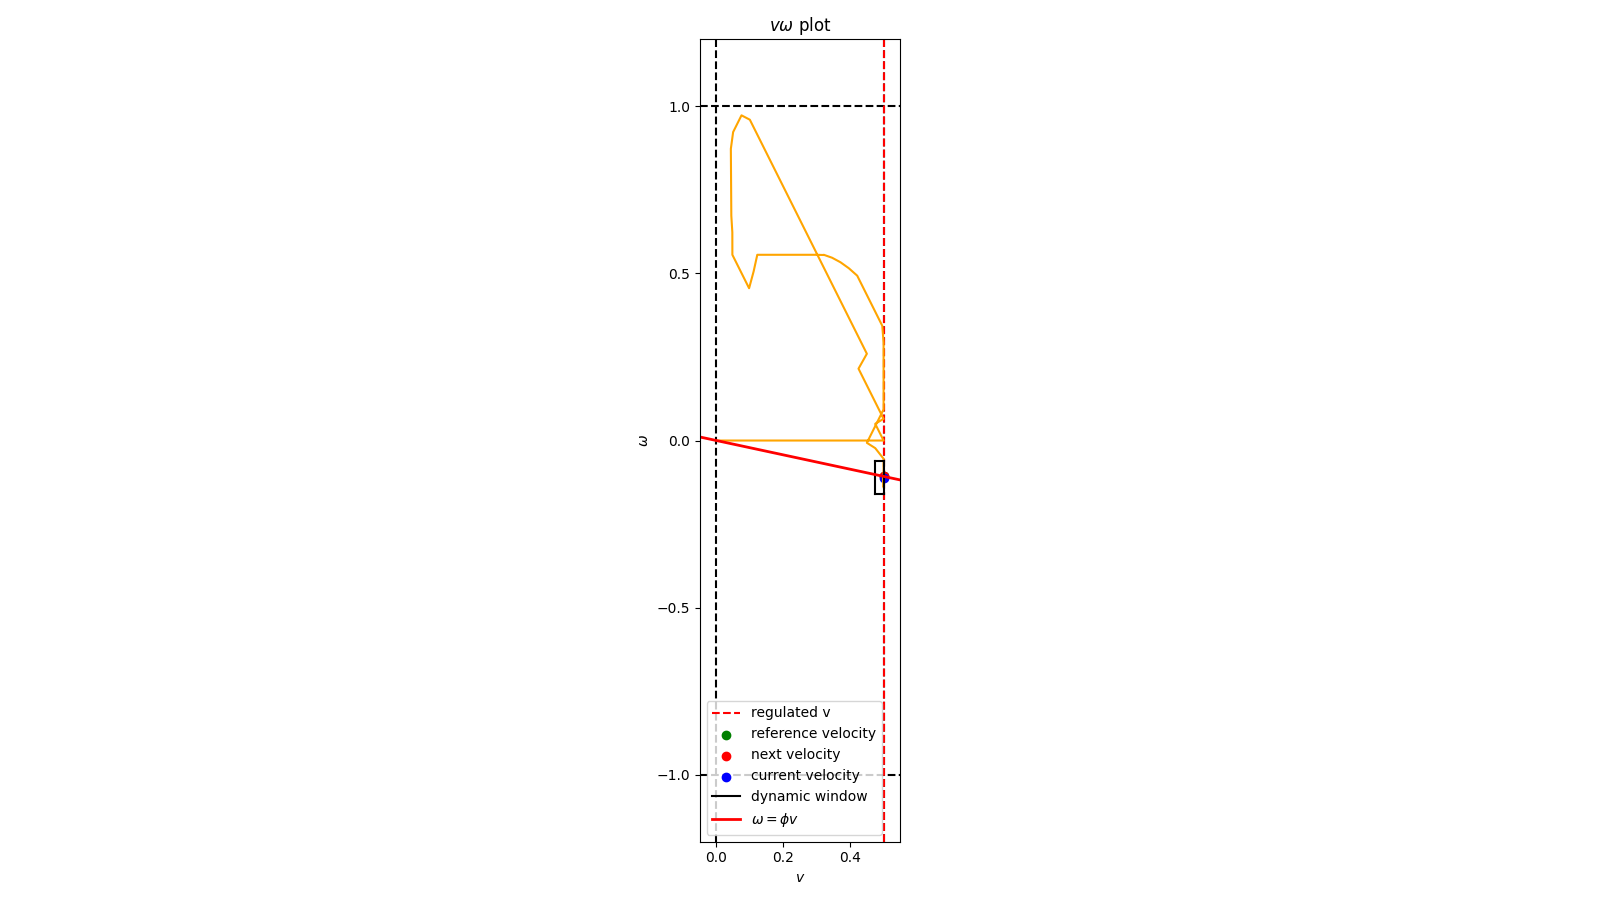 vω plot
1.0
0.5
0.0
−0.5
−1.0
ω
regulated v
reference velocity
next velocity
current velocity
dynamic window
ω = ϕv
0.0 0.2 0.4
v